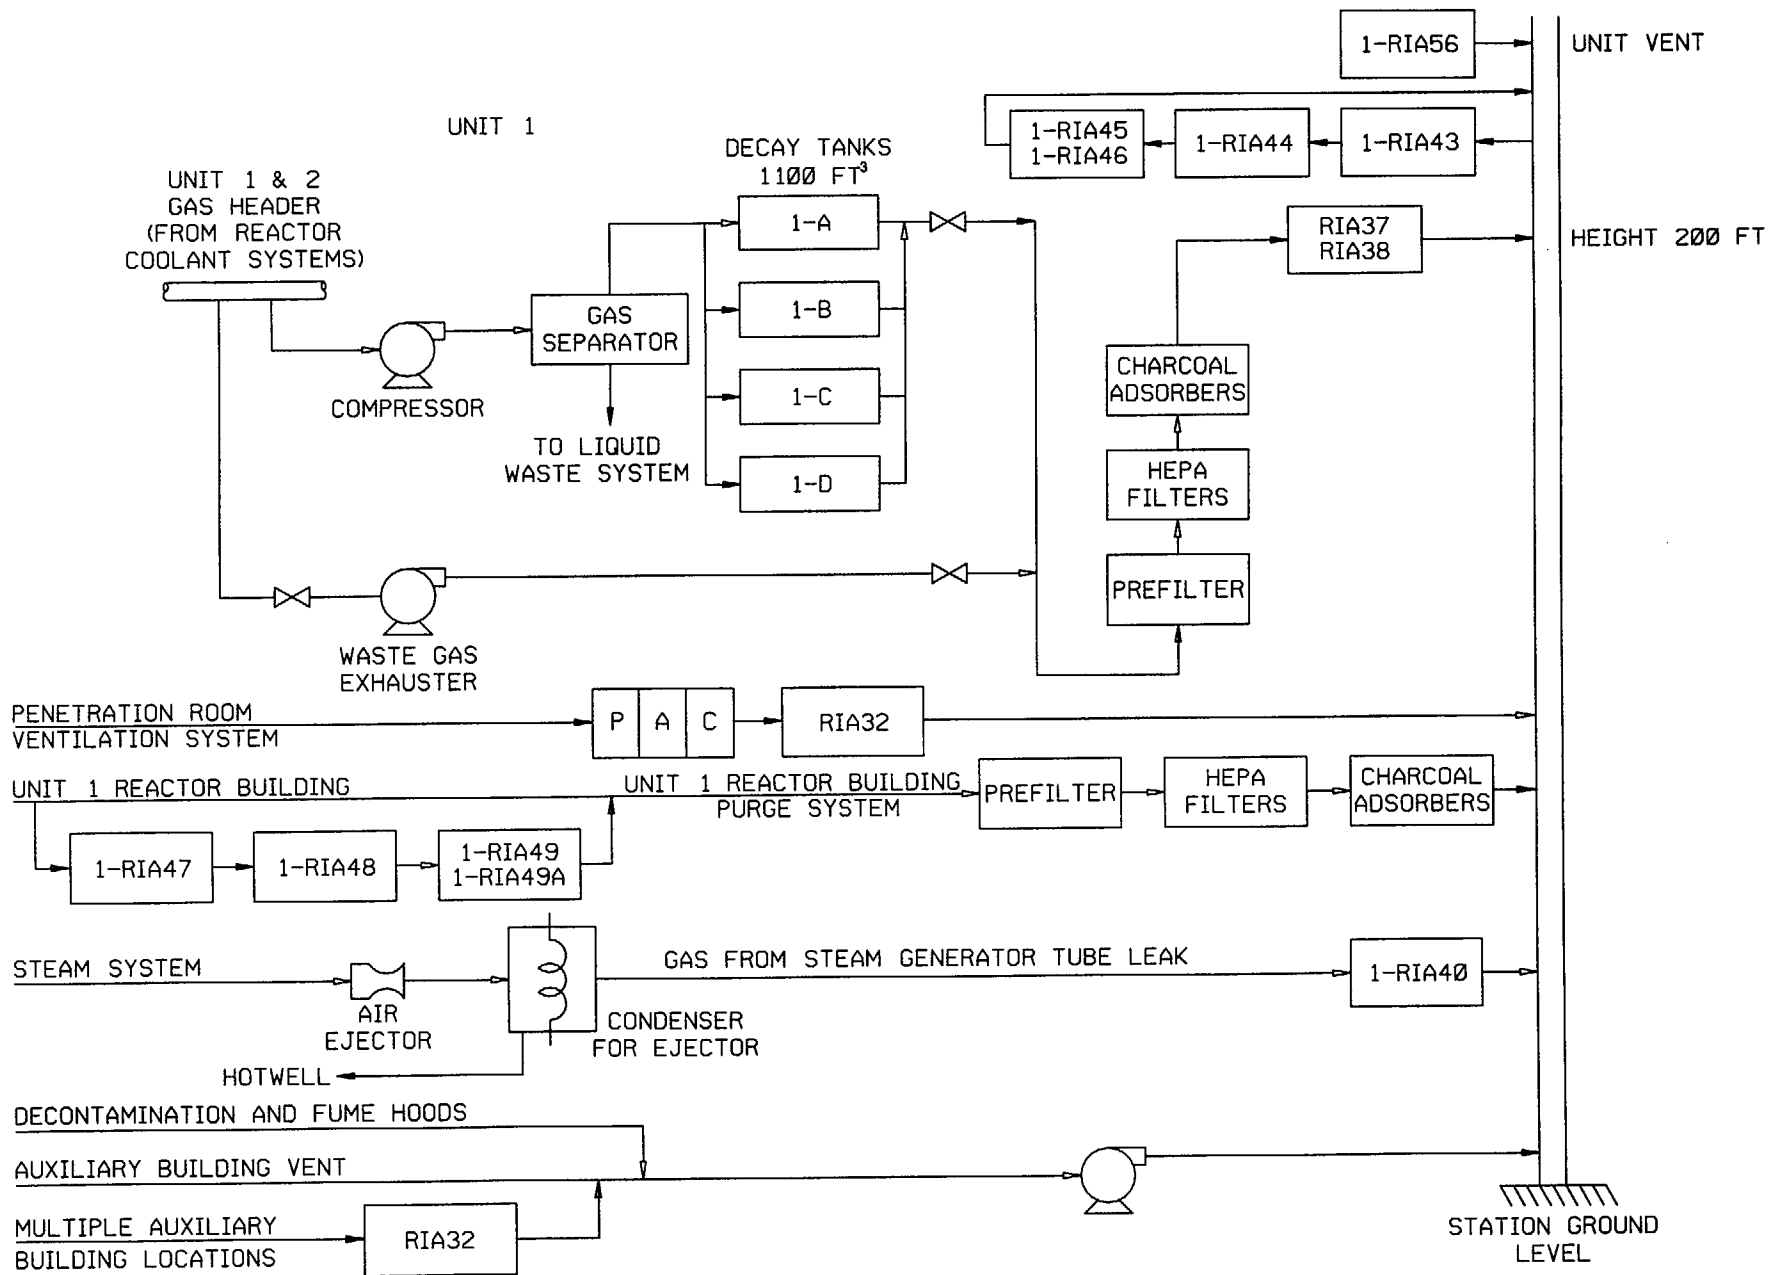 1-RIA56
UNIT VENT
UNIT 1
1-RIA45
1-RIA46
1-RIA44
1-RIA43
DECAY TANKS
1100 FT³
UNIT 1 & 2
GAS HEADER
(FROM REACTOR
COOLANT SYSTEMS)
1-A
RIA37
RIA38
HEIGHT 200 FT
1-B
GAS
SEPARATOR
CHARCOAL
ADSORBERS
COMPRESSOR
1-C
TO LIQUID
WASTE SYSTEM
1-D
HEPA
FILTERS
PREFILTER
WASTE GAS
EXHAUSTER
PENETRATION ROOM
VENTILATION SYSTEM
P A C
RIA32
UNIT 1 REACTOR BUILDING
UNIT 1 REACTOR BUILDING
PURGE SYSTEM
PREFILTER
HEPA
FILTERS
CHARCOAL
ADSORBERS
1-RIA47
1-RIA48
1-RIA49
1-RIA49A
STEAM SYSTEM
GAS FROM STEAM GENERATOR TUBE LEAK
1-RIA40
AIR
EJECTOR
CONDENSER
FOR EJECTOR
HOTWELL
DECONTAMINATION AND FUME HOODS
AUXILIARY BUILDING VENT
MULTIPLE AUXILIARY
BUILDING LOCATIONS
RIA32
STATION GROUND
LEVEL